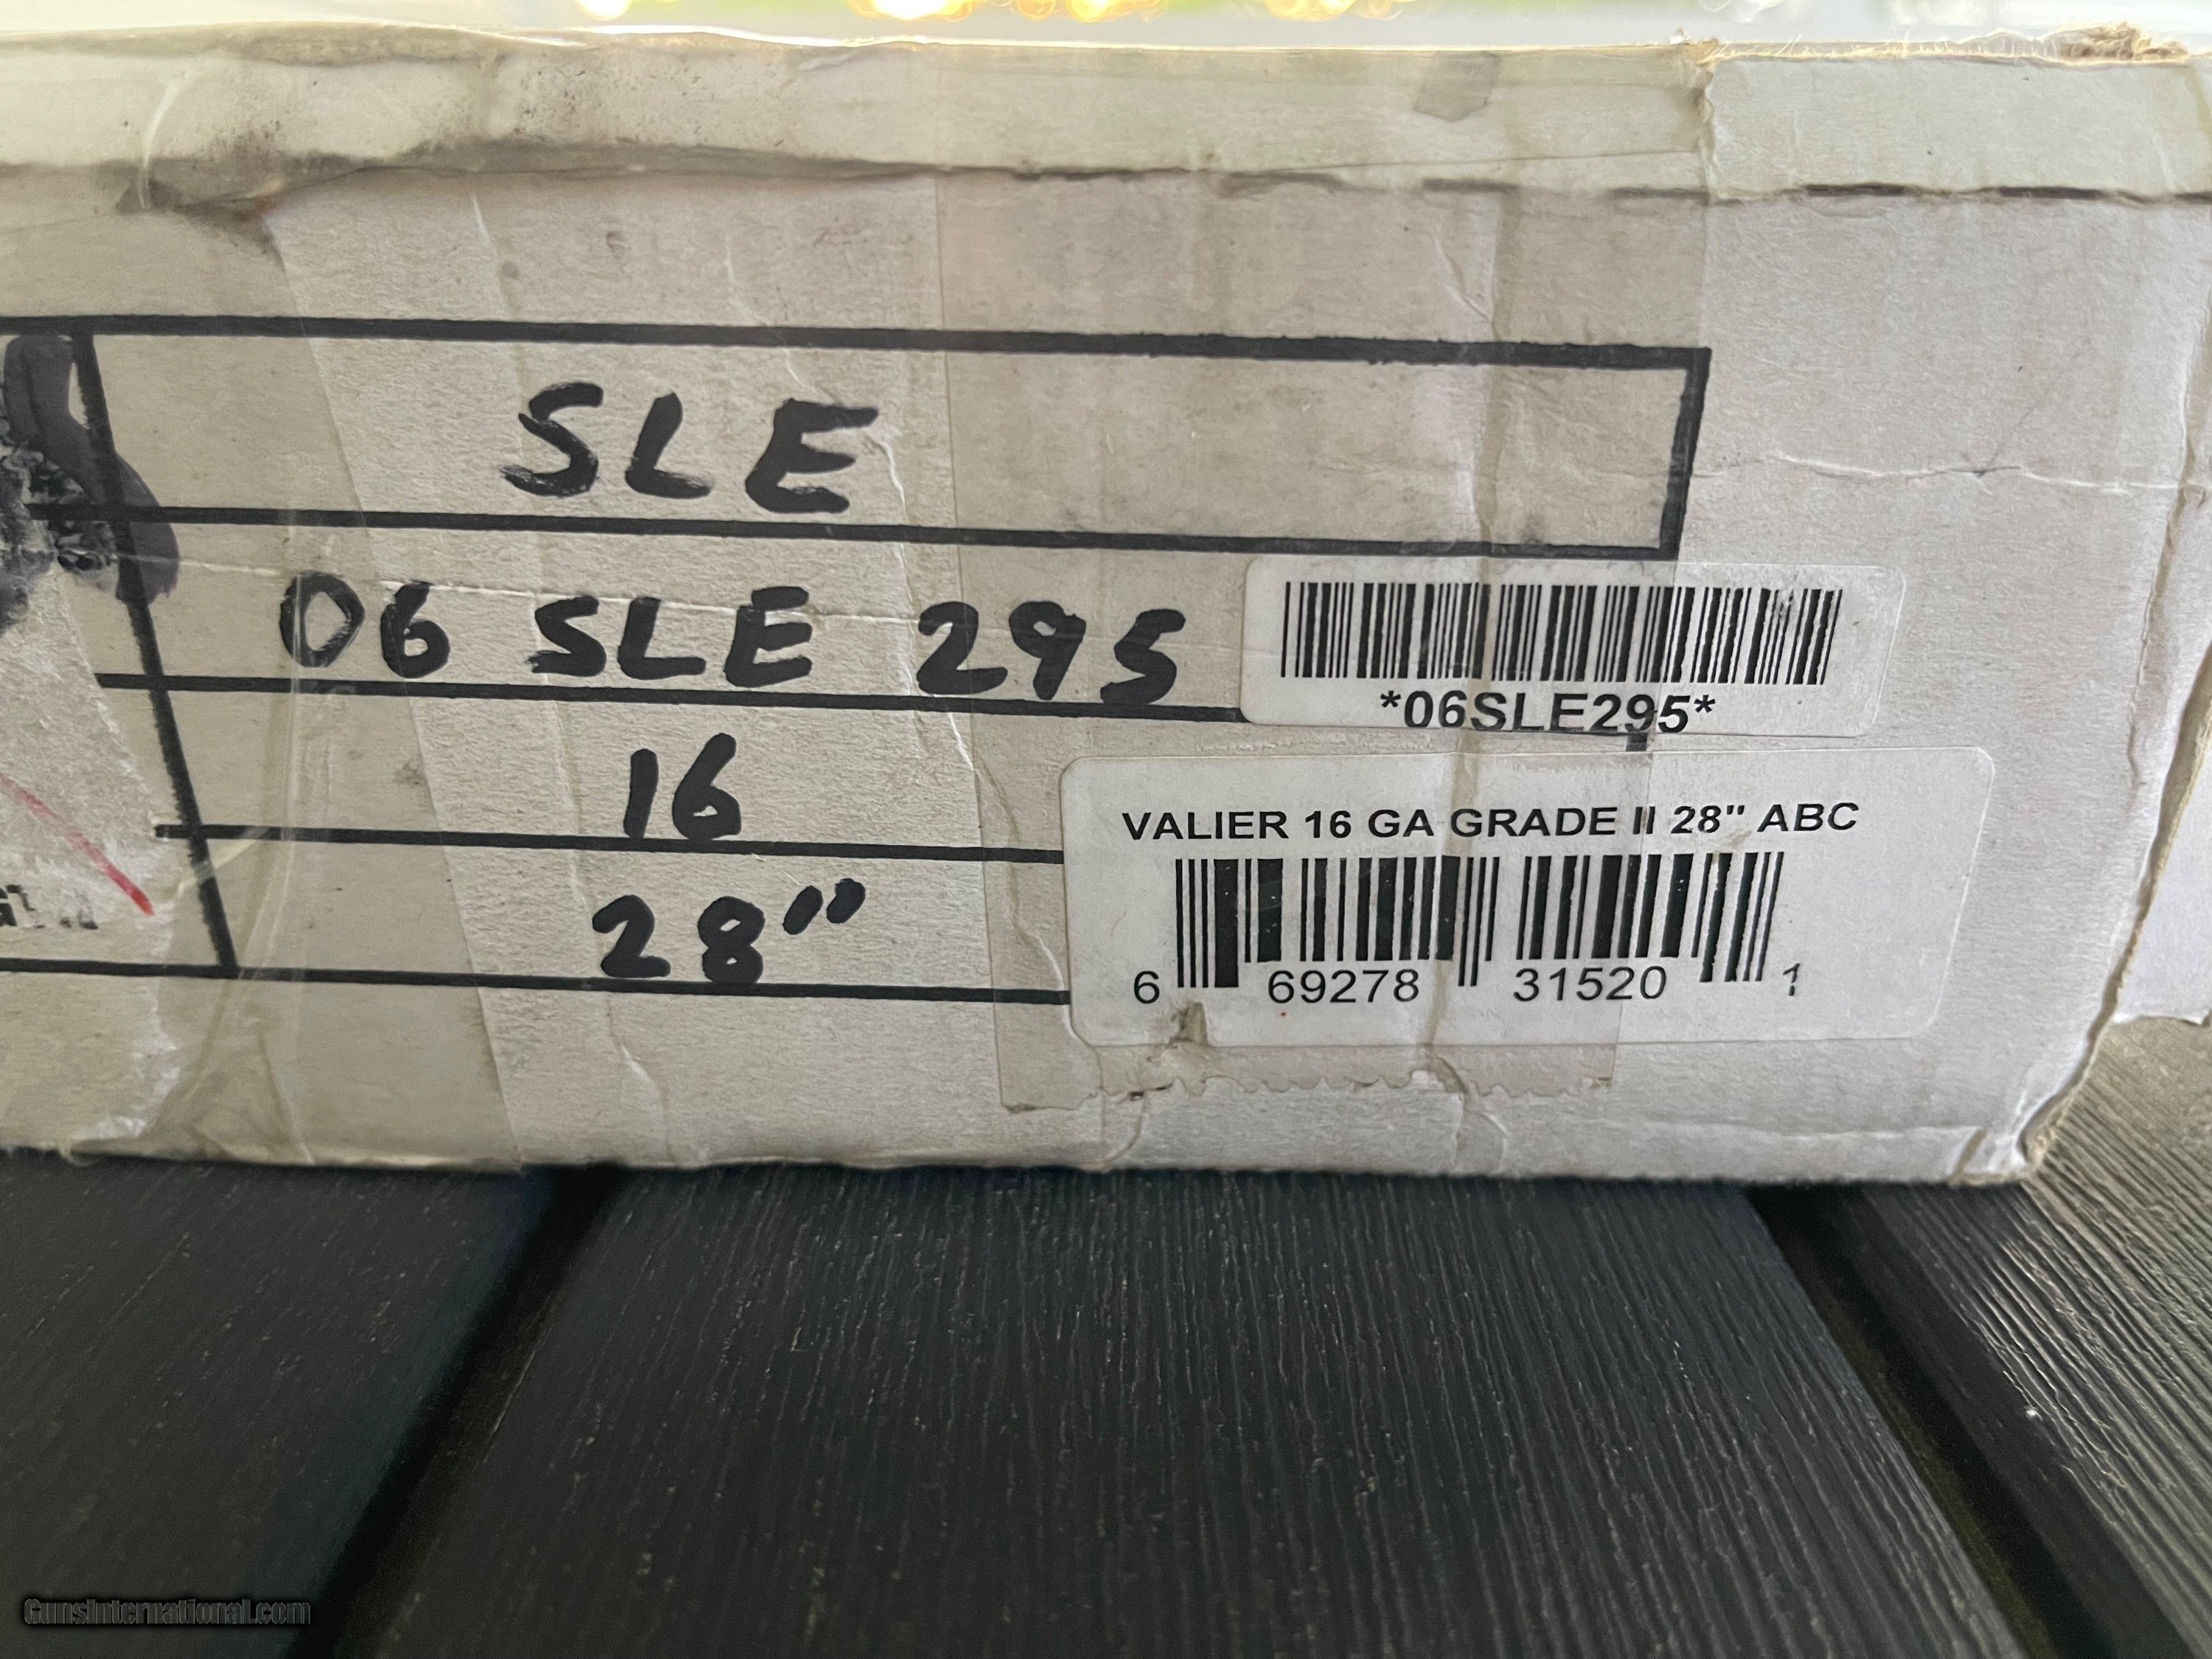 SLE
06 SLE 295
*06SLE295*
16
VALIER 16 GA GRADE II 28" ABC
28"
6 69278 31520 1
GunsInternational.com